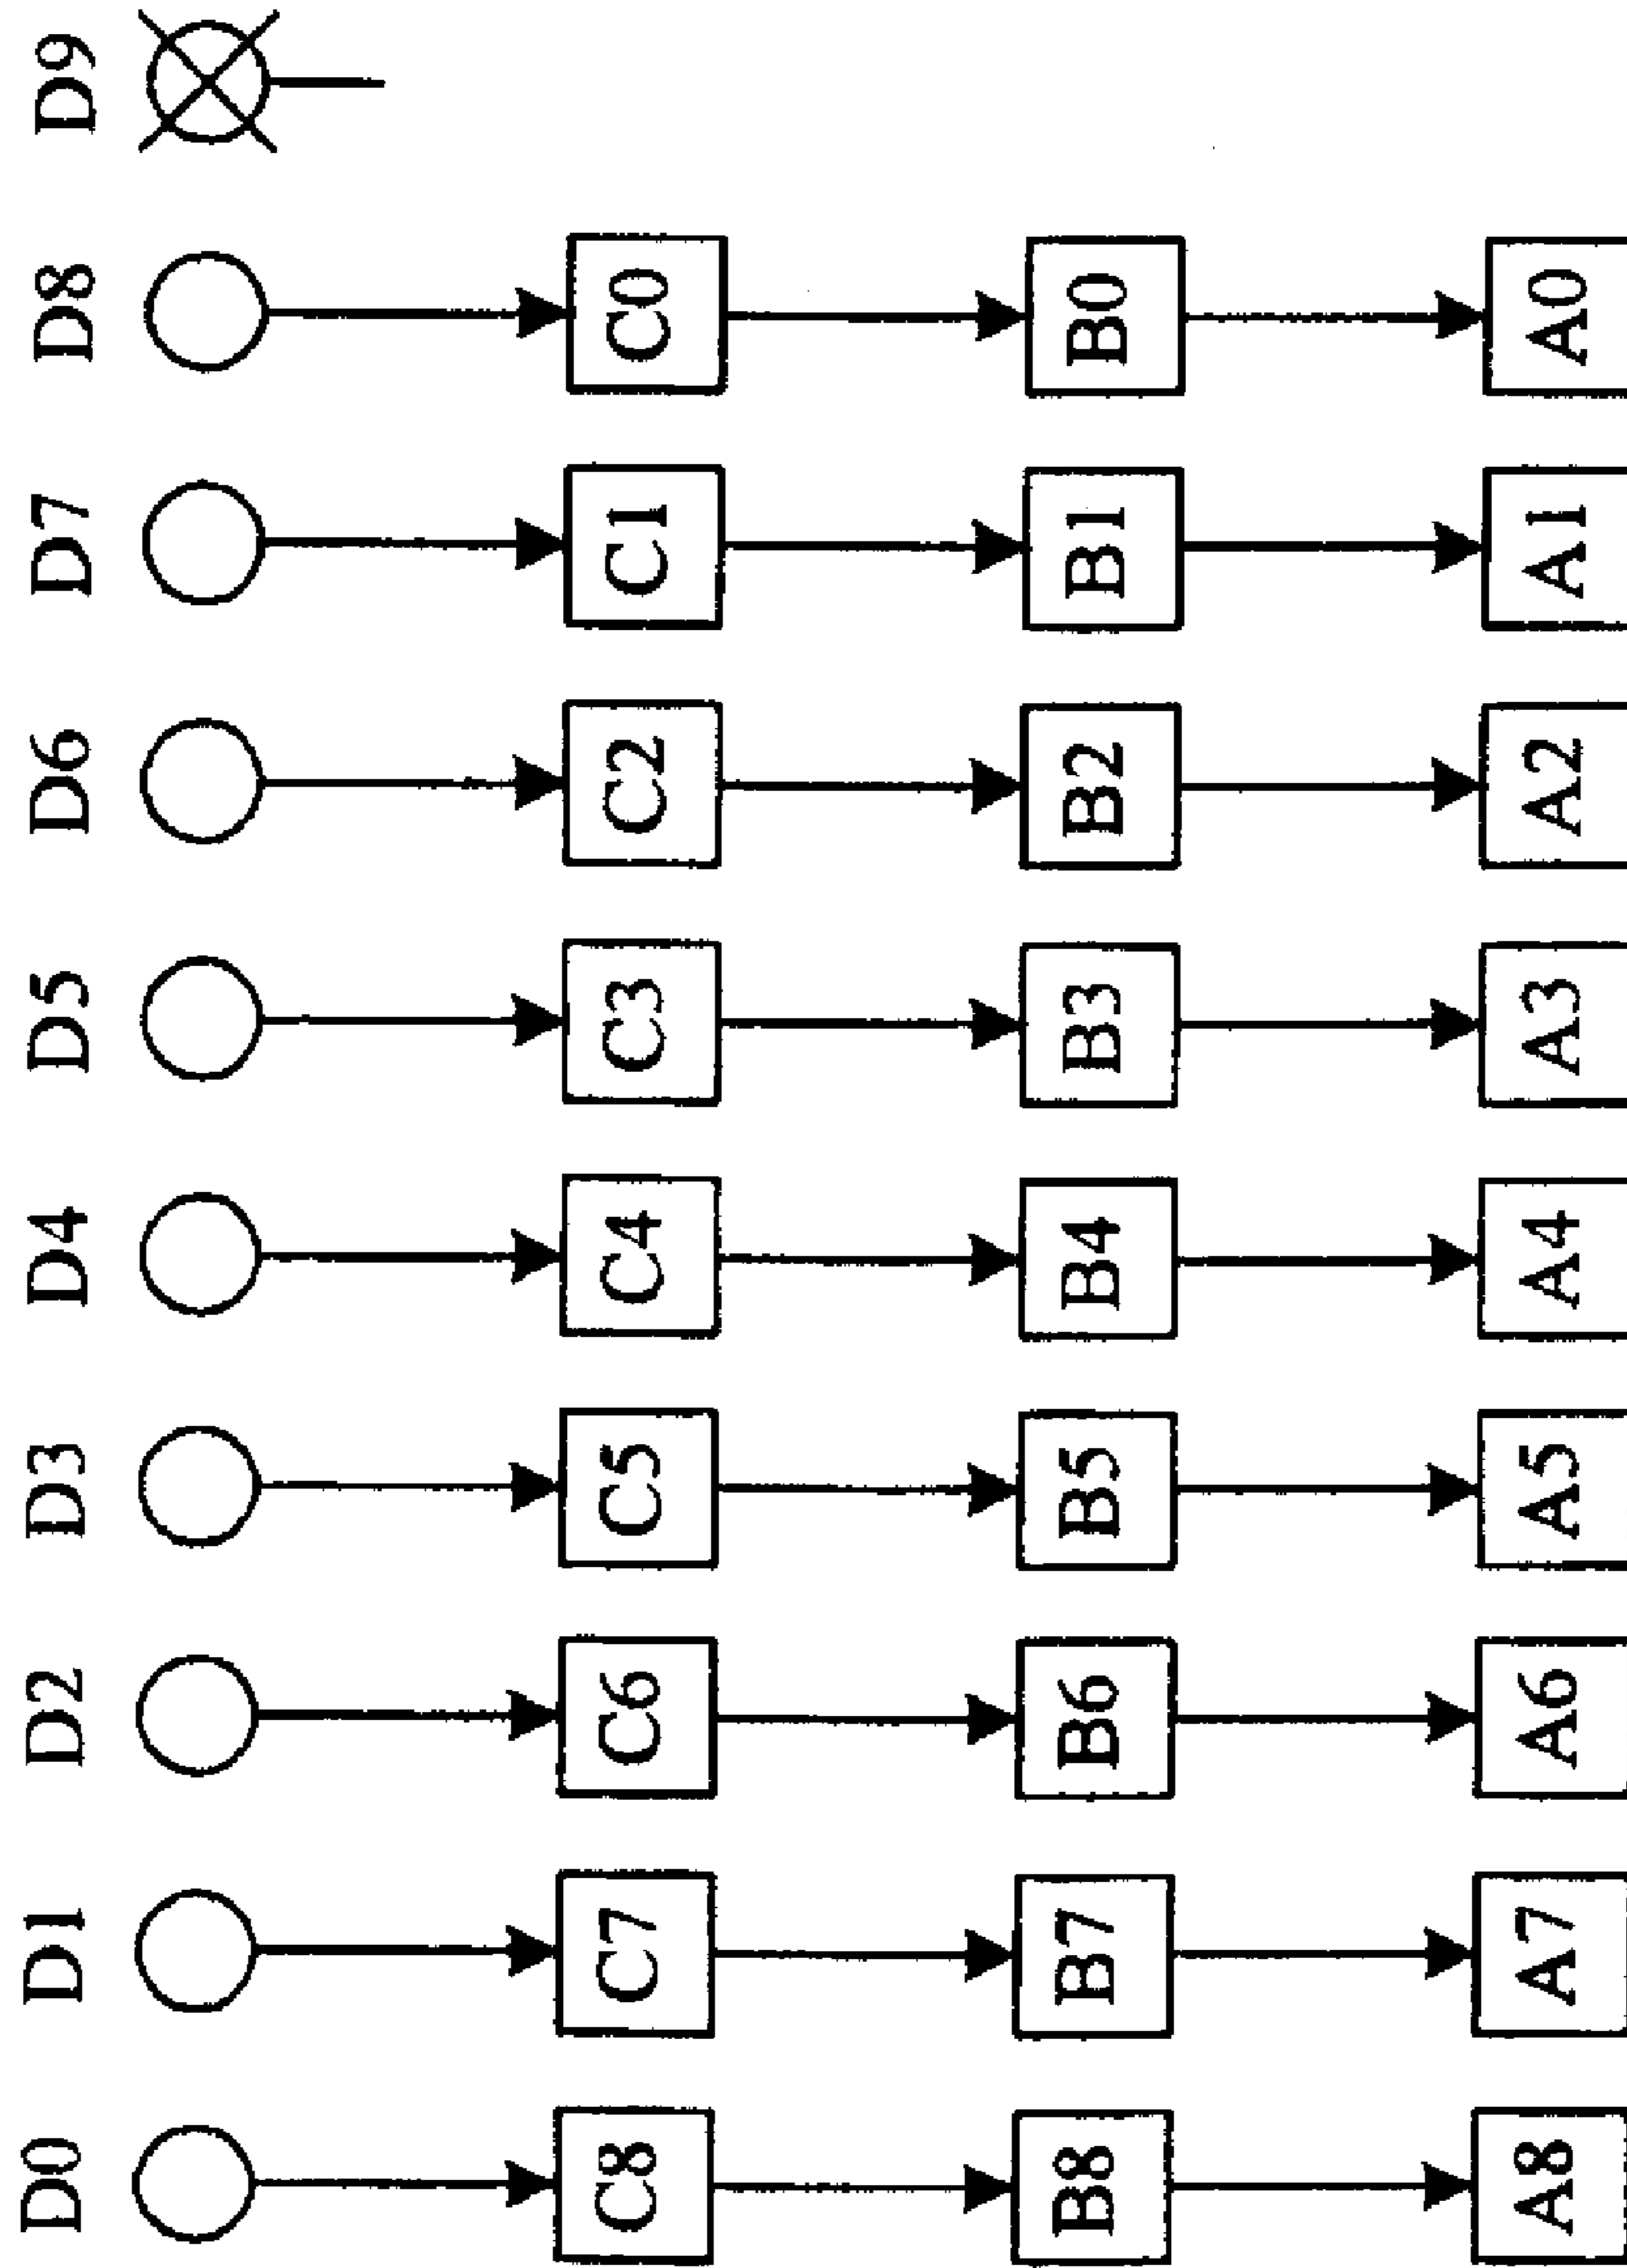 D0 D1 D2 D3 D4 D5 D6 D7 D8 D9
C8 C7 C6 C5 C4 C3 C2 C1 C0
B8 B7 B6 B5 B4 B3 B2 B1 B0
A8 A7 A6 A5 A4 A3 A2 A1 A0